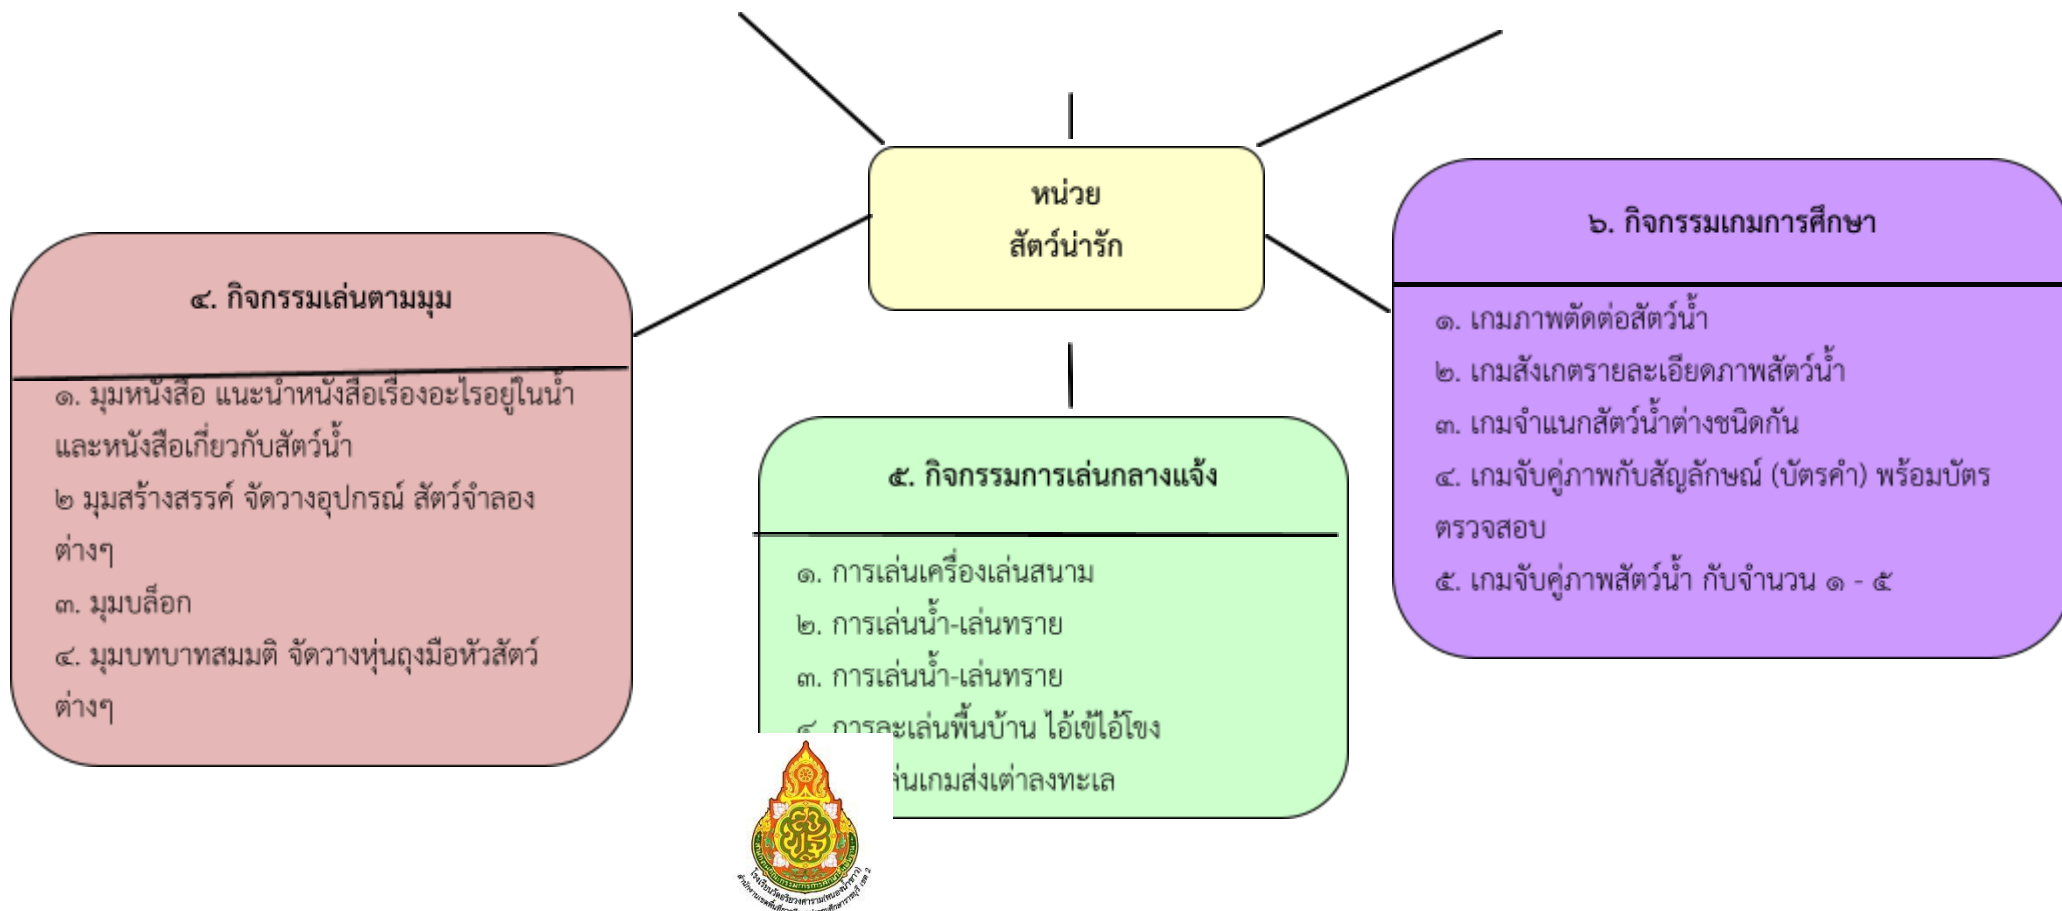 หน่วย
สัตว์น่ารัก
๔. กิจกรรมเล่นตามมุม
๑. มุมหนังสือ แนะนำหนังสือเรื่องอะไรอยู่ในน้ำ
และหนังสือเกี่ยวกับสัตว์น้ำ
๒ มุมสร้างสรรค์ จัดวางอุปกรณ์ สัตว์จำลอง
ต่างๆ
๓. มุมบล็อก
๔. มุมบทบาทสมมติ จัดวางหุ่นถุงมือหัวสัตว์
ต่างๆ
๕. กิจกรรมการเล่นกลางแจ้ง
๑. การเล่นเครื่องเล่นสนาม
๒. การเล่นน้ำ-เล่นทราย
๓. การเล่นน้ำ-เล่นทราย
๔. การละเล่นพื้นบ้าน ไอ้เข้ไอ้โขง
เล่นเกมส่งเต่าลงทะเล
๖. กิจกรรมเกมการศึกษา
๑. เกมภาพตัดต่อสัตว์น้ำ
๒. เกมสังเกตรายละเอียดภาพสัตว์น้ำ
๓. เกมจำแนกสัตว์น้ำต่างชนิดกัน
๔. เกมจับคู่ภาพกับสัญลักษณ์ (บัตรคำ) พร้อมบัตร
ตรวจสอบ
๕. เกมจับคู่ภาพสัตว์น้ำ กับจำนวน ๑ - ๕